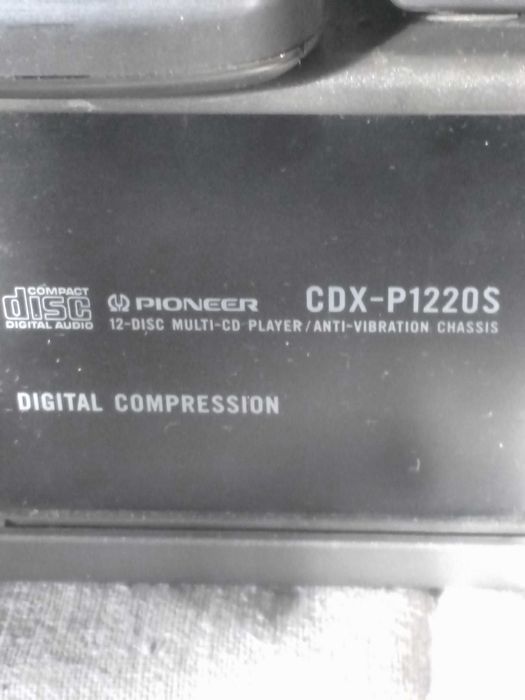 COMPACT
disc
DIGITAL AUDIO
PIONEER
CDX-P1220S
12-DISC MULTI-CD PLAYER/ANTI-VIBRATION CHASSIS
DIGITAL COMPRESSION